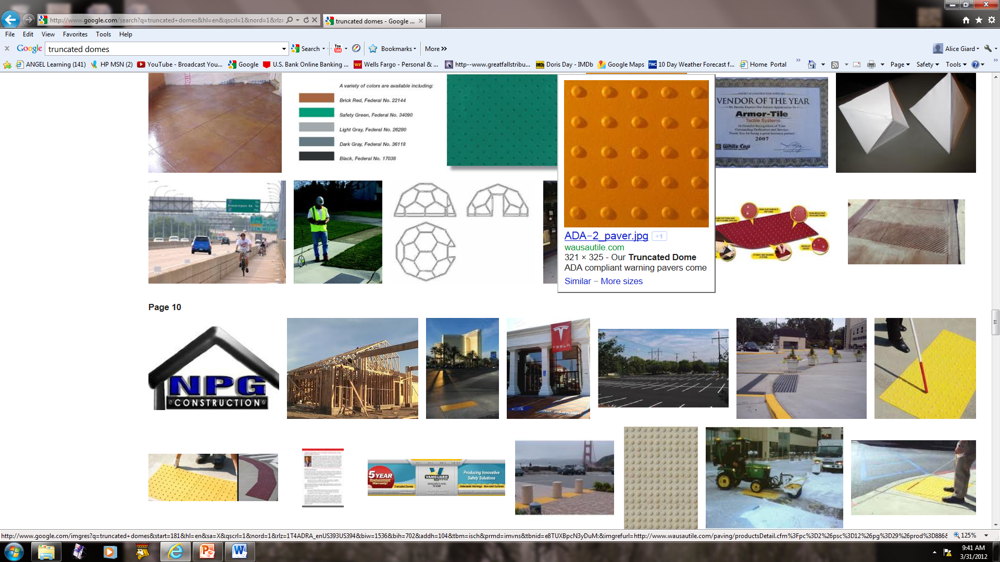 http://www.google.com/search?q=truncated+domes&hl=en&qscrl=1&nord=1&rlz=
truncated domes - Google ...
File Edit View Favorites Tools Help
Google truncated domes Search Bookmarks More »
Alice Giard
ANGEL Learning (141) HP MSN (2) YouTube - Broadcast You... Google U.S. Bank Online Banking ... Wells Fargo - Personal & ... http--www.greatfallstribu... Doris Day - IMDb Google Maps 10 Day Weather Forecast f... Home Portal
Page Safety Tools
A variety of colors are available including:
Brick Red, Federal No. 22144
Safety Green, Federal No. 34090
Light Gray, Federal No. 26280
Dark Gray, Federal No. 36118
Black, Federal No. 17038
VENDOR OF THE YEAR
Armor-Tile
Tactile Systems
2007
White Cap
ADA-2_paver.jpg +1
wausautile.com
321 × 325 - Our Truncated Dome
ADA compliant warning pavers come
Similar - More sizes
Page 10
NPG
CONSTRUCTION
TESLA
NO PARKING
5 YEAR
Replacement
Warranty!
Truncated Domes
VANGUARD
Producing Innovative
Safety Solutions
http://www.google.com/imgres?q=truncated+domes&start=181&hl=en&sa=X&qscrl=1&nord=1&rlz=1T4ADRA_enUS393US394&biw=1536&bih=702&addh=104&tbm=isch&prmd=imvns&tbnid=e8TUXBpcN3yDuM:&imgrefurl=http://www.wausautile.com/paving/productsDetail.cfm%3Fpc%3D2%26psc%3D12%26pg%3D29%26prod%3D886&
125%
9:41 AM
3/31/2012